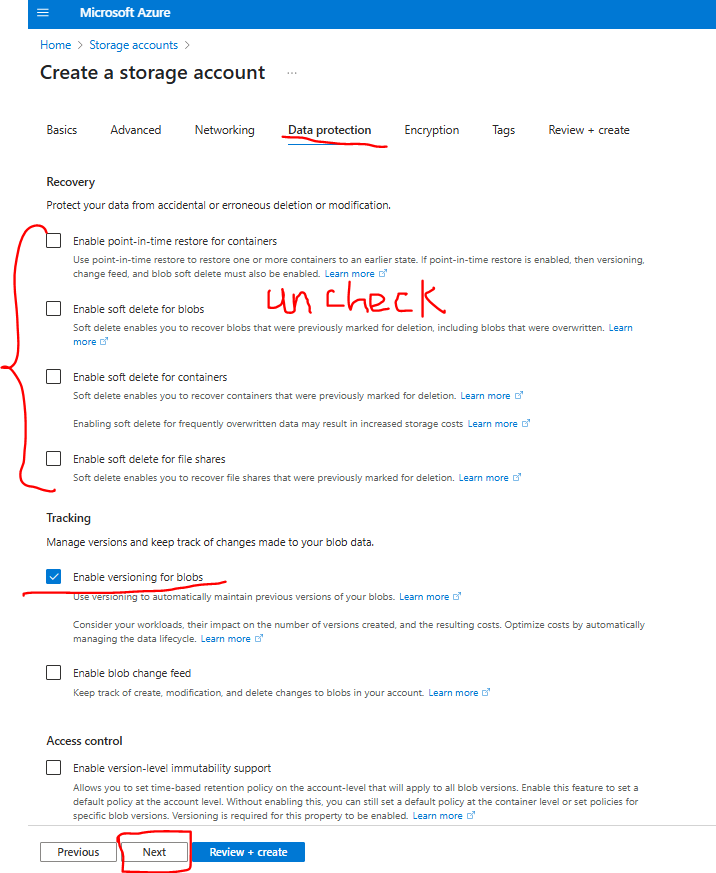 Microsoft Azure
Home > Storage accounts >
Create a storage account ...
Basics Advanced Networking Data protection Encryption Tags Review + create
Recovery
Protect your data from accidental or erroneous deletion or modification.
Enable point-in-time restore for containers
Use point-in-time restore to restore one or more containers to an earlier state. If point-in-time restore is enabled, then versioning,
change feed, and blob soft delete must also be enabled. Learn more
uncheck
Enable soft delete for blobs
Soft delete enables you to recover blobs that were previously marked for deletion, including blobs that were overwritten. Learn
more
Enable soft delete for containers
Soft delete enables you to recover containers that were previously marked for deletion. Learn more
Enabling soft delete for frequently overwritten data may result in increased storage costs Learn more
Enable soft delete for file shares
Soft delete enables you to recover file shares that were previously marked for deletion. Learn more
Tracking
Manage versions and keep track of changes made to your blob data.
Enable versioning for blobs
Use versioning to automatically maintain previous versions of your blobs. Learn more
Consider your workloads, their impact on the number of versions created, and the resulting costs. Optimize costs by automatically
managing the data lifecycle. Learn more
Enable blob change feed
Keep track of create, modification, and delete changes to blobs in your account. Learn more
Access control
Enable version-level immutability support
Allows you to set time-based retention policy on the account-level that will apply to all blob versions. Enable this feature to set a
default policy at the account level. Without enabling this, you can still set a default policy at the container level or set policies for
specific blob versions. Versioning is required for this property to be enabled. Learn more
Previous Next Review + create